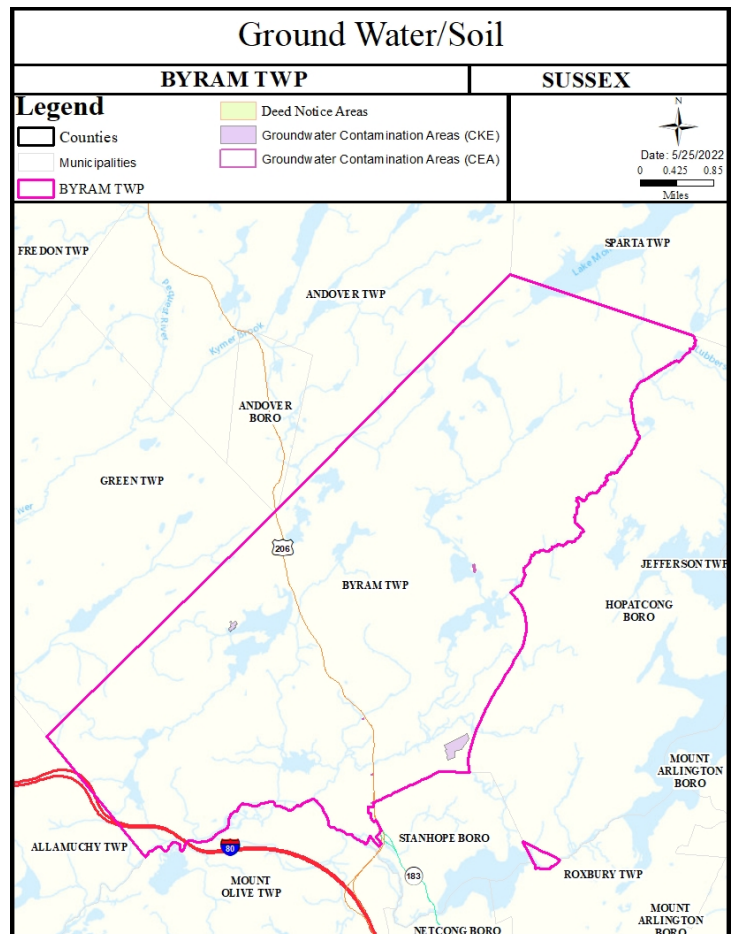 Ground Water/Soil
BYRAM TWP
SUSSEX
Legend
Counties
Municipalities
BYRAM TWP
Deed Notice Areas
Groundwater Contamination Areas (CKE)
Groundwater Contamination Areas (CEA)
N
Date: 5/25/2022
0 0.425 0.85
Miles
FREDON TWP
SPARTA TWP
ANDOVER TWP
Pequest River
Kymer Brook
ANDOVER
BORO
GREEN TWP
206
BYRAM TWP
JEFFERSON TWP
HOPATCONG
BORO
MOUNT
ARLINGTON
BORO
ALLAMUCHY TWP
80
STANHOPE BORO
MOUNT
OLIVE TWP
183
ROXBURY TWP
MOUNT
ARLINGTON
BORO
NETCONG BORO